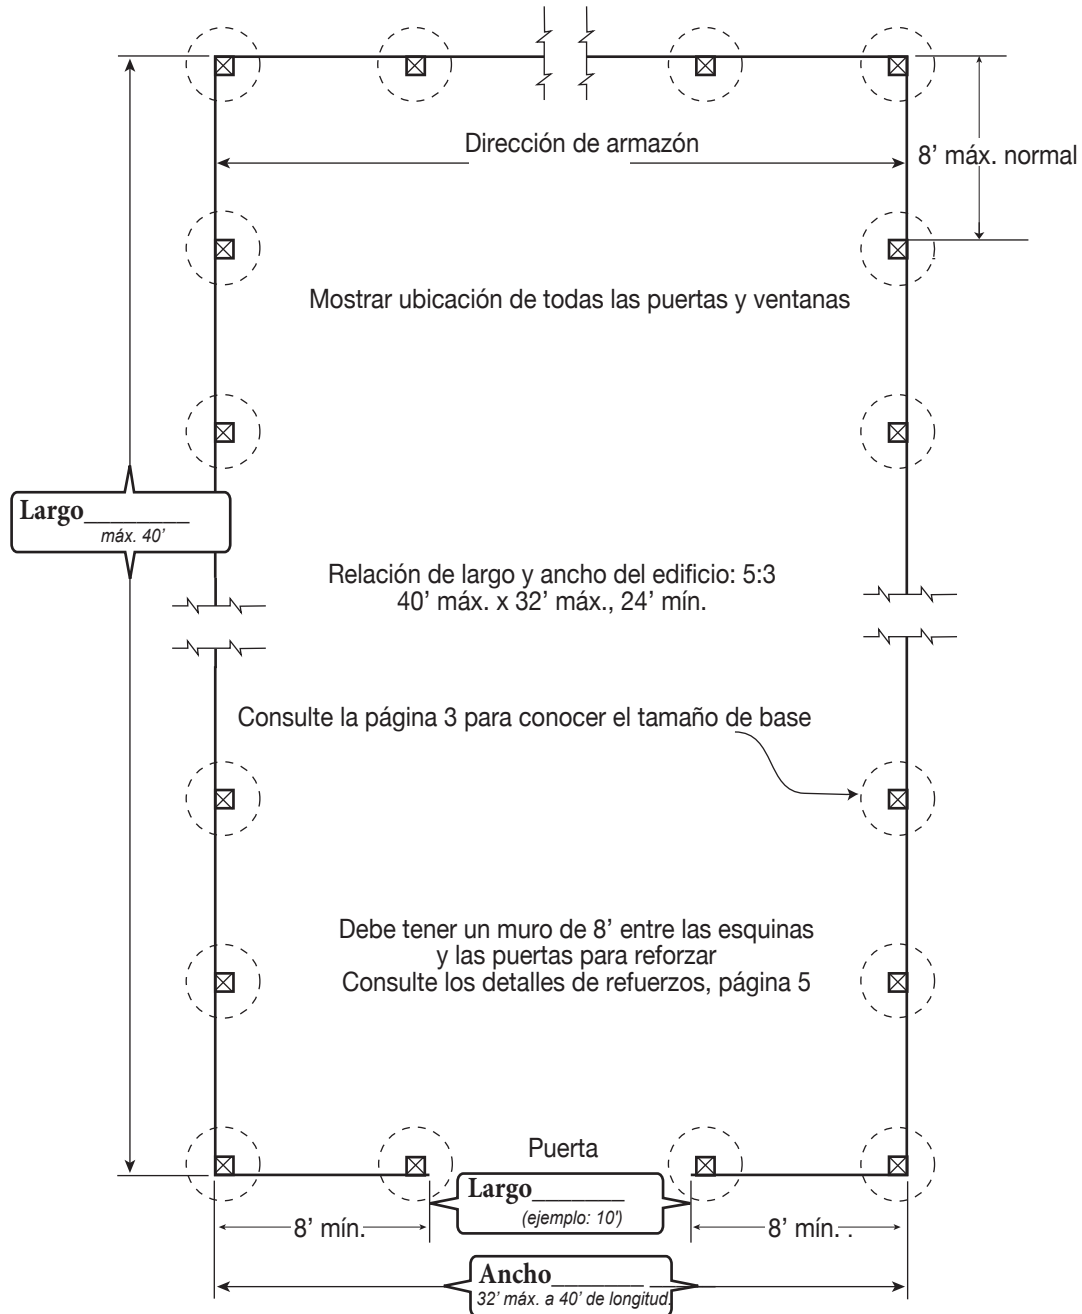 Dirección de armazón
8’ máx. normal
Mostrar ubicación de todas las puertas y ventanas
Largo________
máx. 40’
Relación de largo y ancho del edificio: 5:3
40’ máx. x 32’ máx., 24’ mín.
Consulte la página 3 para conocer el tamaño de base
Debe tener un muro de 8’ entre las esquinas
y las puertas para reforzar
Consulte los detalles de refuerzos, página 5
Puerta
Largo_______
(ejemplo: 10’)
8’ mín.
8’ mín. .
Ancho_______
32’ máx. a 40’ de longitud.